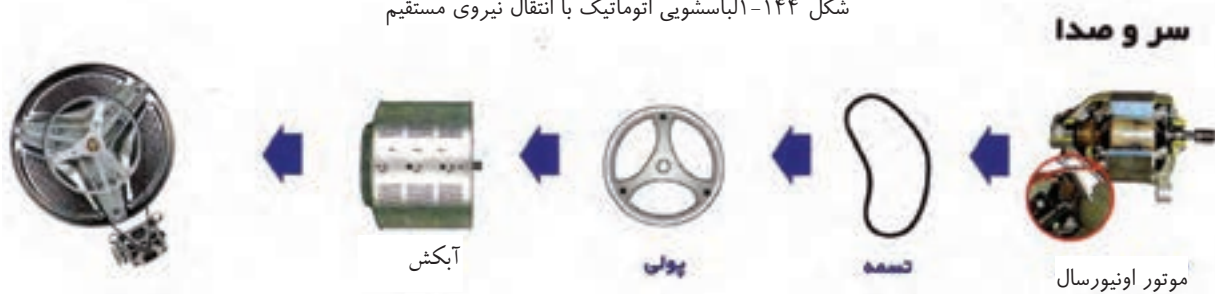 شکل ۱۴۴-۱لباسشویی اتوماتیک با انتقال نیروی مستقیم
سر و صدا
موتور اونیورسال
تسمه
پولی
آبکش